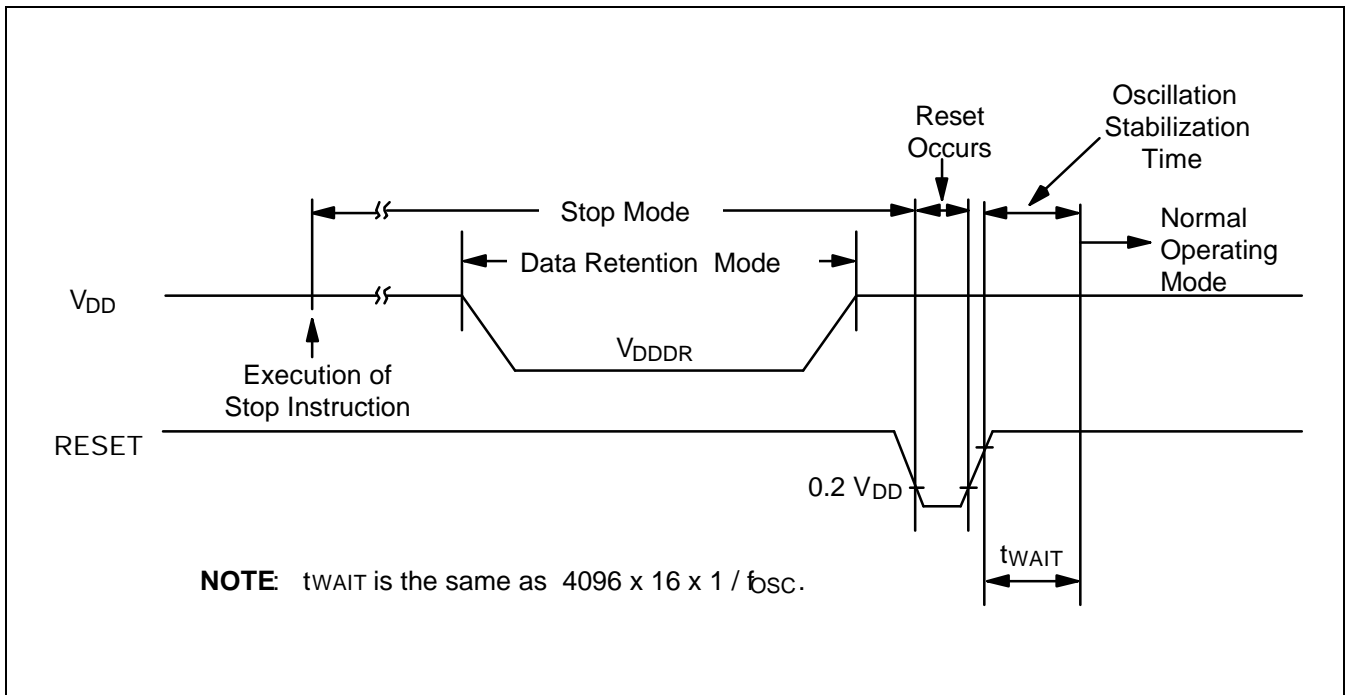 Oscillation
Stabilization
Time
Reset
Occurs
Stop Mode
Normal
Operating
Mode
Data Retention Mode
VDD
VDDDR
Execution of
Stop Instruction
RESET
0.2 VDD
tWAIT
NOTE: tWAIT is the same as 4096 x 16 x 1 / fOSC.